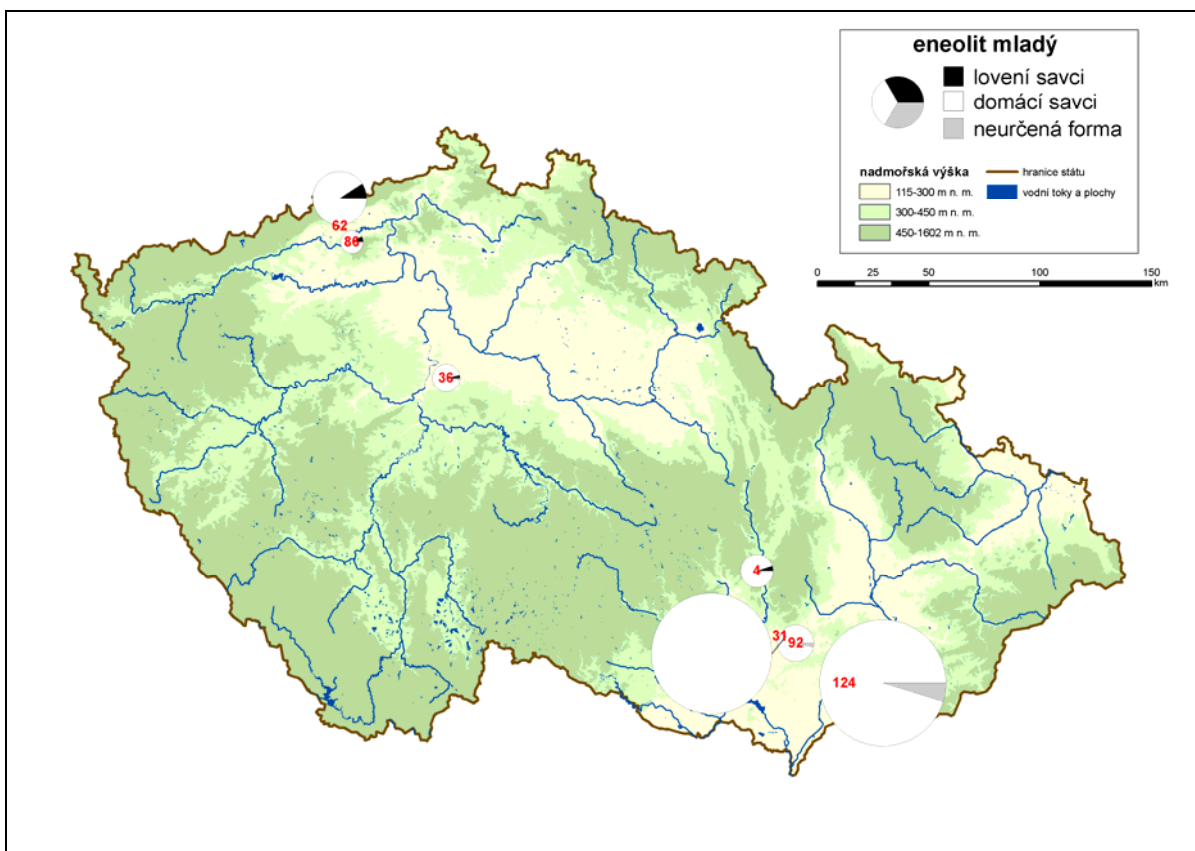 eneolit mladý
lovení savci
domácí savci
neurčená forma
nadmořská výška
hranice státu
115-300 m n. m.
vodní toky a plochy
300-450 m n. m.
450-1602 m n. m.
0 25 50 100 150
km
62
86
36
4
31
92
124